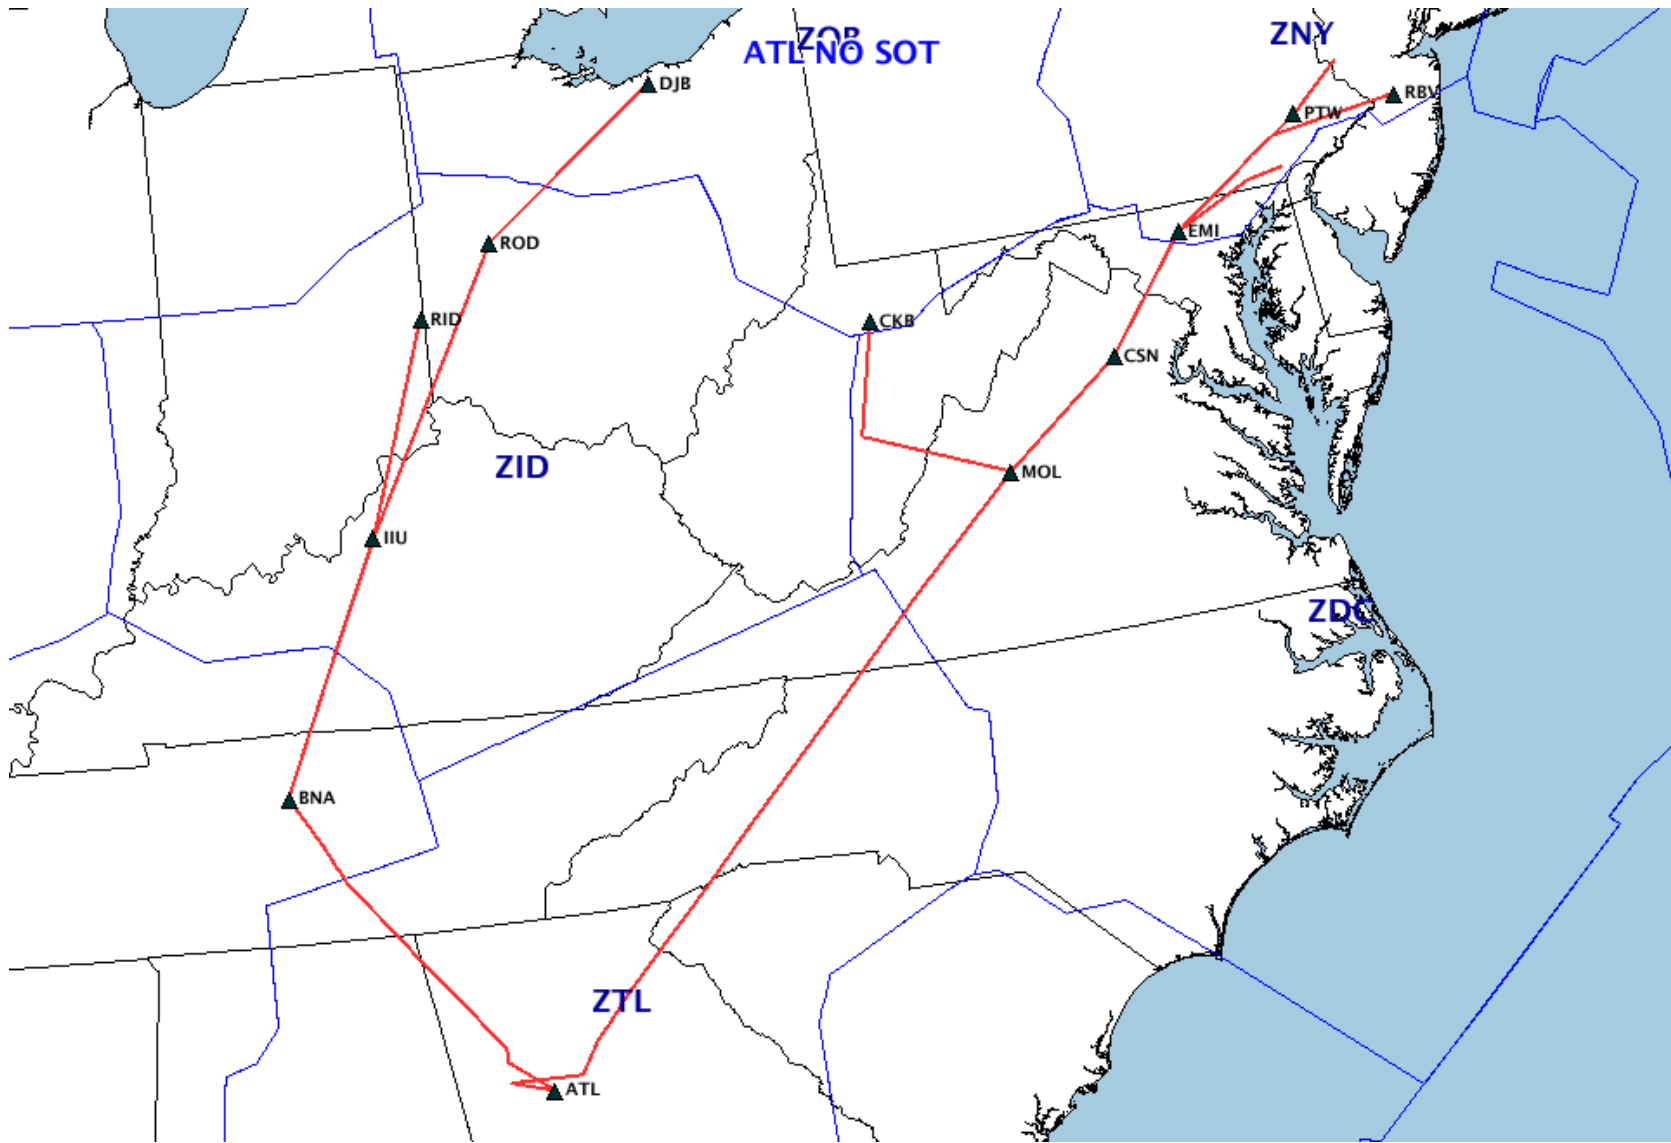 ZOB
ATL NO SOT
ZNY
DJB
RBV
PTW
EMI
ROD
RID
CKB
CSN
ZID
MOL
IIU
ZDC
BNA
ZTL
ATL